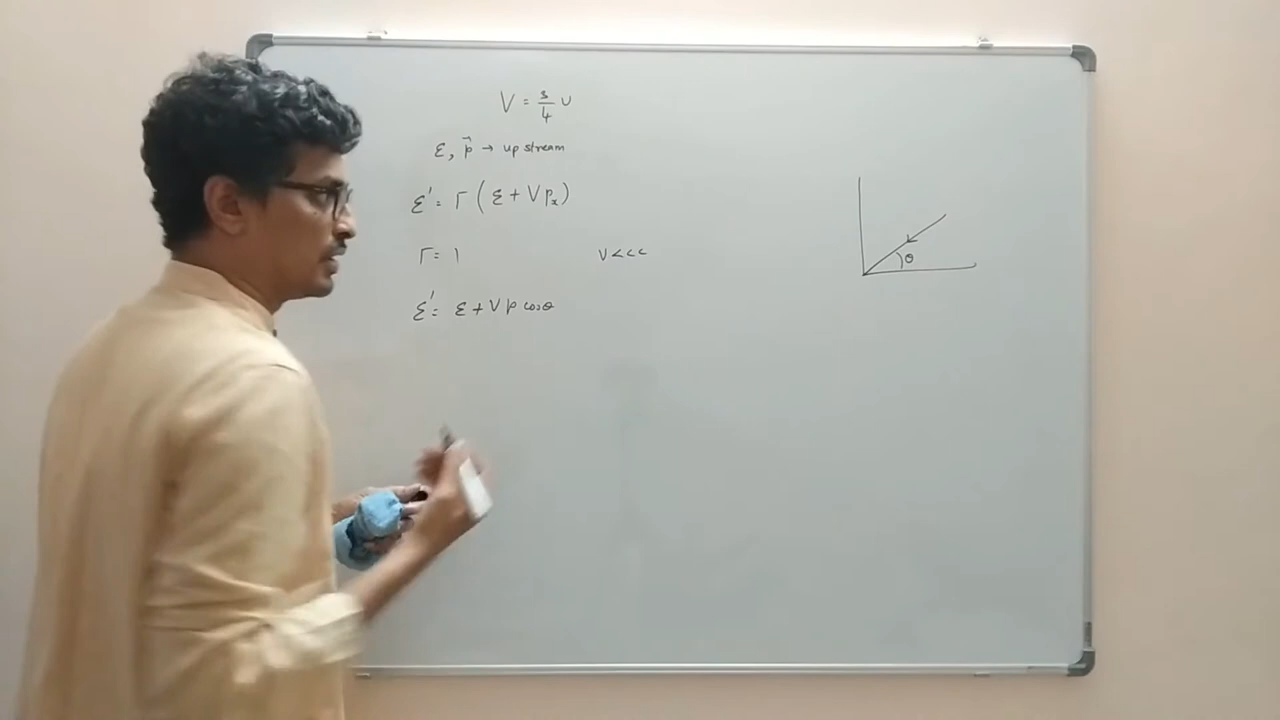 V = 3/4 U
ε, p⃗ → up stream
ε' = Γ ( ε + V pₓ )
Γ = 1 v << c
ε' = ε + V p cosθ
θ